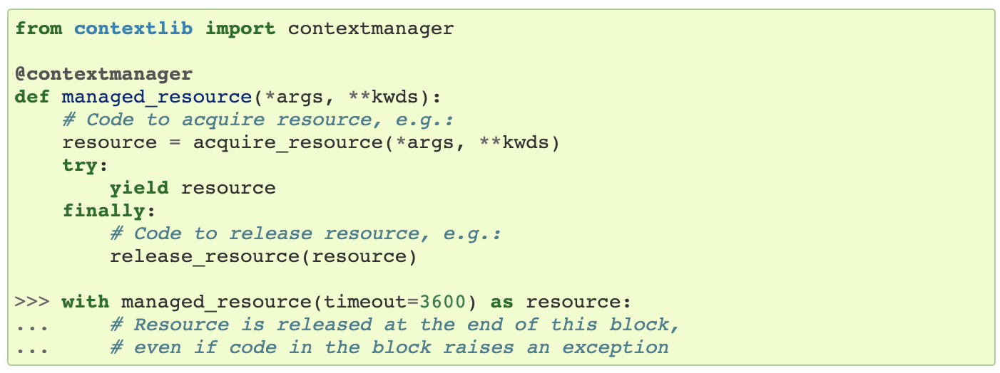 from contextlib import contextmanager

@contextmanager
def managed_resource(*args, **kwds):
    # Code to acquire resource, e.g.:
    resource = acquire_resource(*args, **kwds)
    try:
        yield resource
    finally:
        # Code to release resource, e.g.:
        release_resource(resource)

>>> with managed_resource(timeout=3600) as resource:
...     # Resource is released at the end of this block,
...     # even if code in the block raises an exception